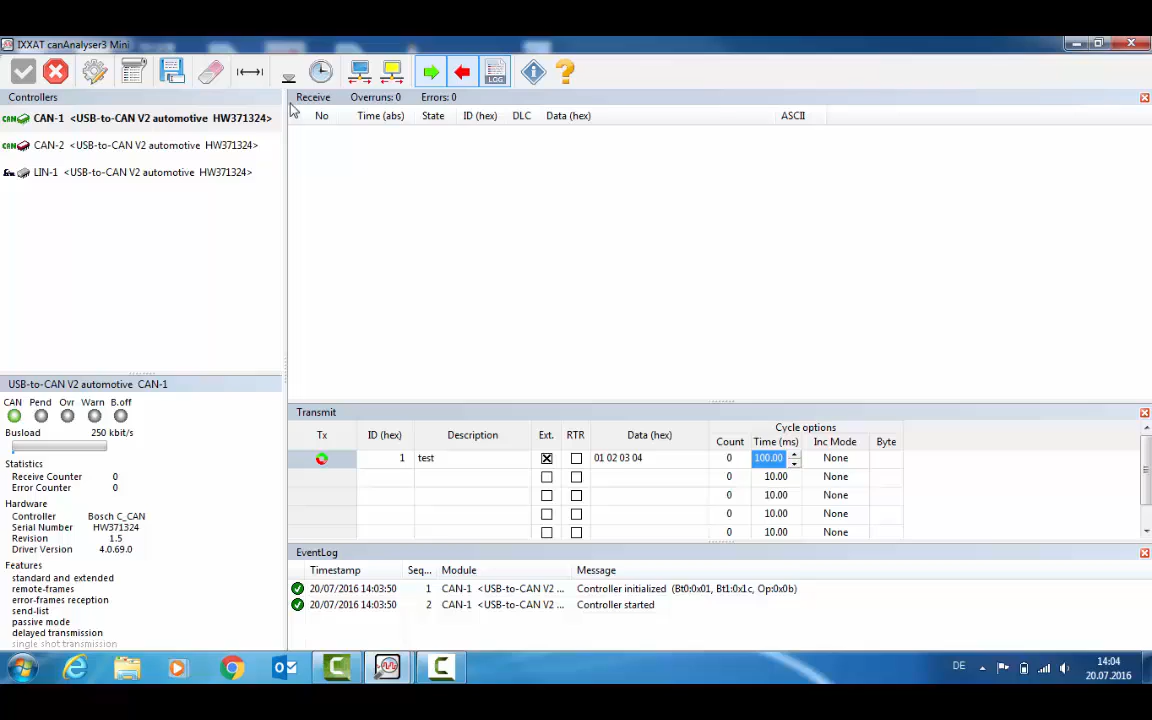 IXXAT canAnalyser3 Mini
LOG
Controllers
CAN CAN-1 <USB-to-CAN V2 automotive HW371324>
CAN CAN-2 <USB-to-CAN V2 automotive HW371324>
LIN-1 <USB-to-CAN V2 automotive HW371324>
Receive Overruns: 0 Errors: 0
No Time (abs) State ID (hex) DLC Data (hex) ASCII
USB-to-CAN V2 automotive CAN-1
CAN Pend Ovr Warn B.off
Busload 250 kbit/s
Statistics
Receive Counter 0
Error Counter 0
Hardware
Controller Bosch C_CAN
Serial Number HW371324
Revision 1.5
Driver Version 4.0.69.0
Features
standard and extended
remote-frames
error-frames reception
send-list
passive mode
delayed transmission
single shot transmission
Transmit
Cycle options
Tx ID (hex) Description Ext. RTR Data (hex) Count Time (ms) Inc Mode Byte
1 test 01 02 03 04 0 100.00 None
0 10.00 None
0 10.00 None
0 10.00 None
0 10.00 None
EventLog
Timestamp Seq... Module Message
20/07/2016 14:03:50 1 CAN-1 <USB-to-CAN V2 ... Controller initialized (Bt0:0x01, Bt1:0x1c, Op:0x0b)
20/07/2016 14:03:50 2 CAN-1 <USB-to-CAN V2 ... Controller started
DE 14:04
20.07.2016